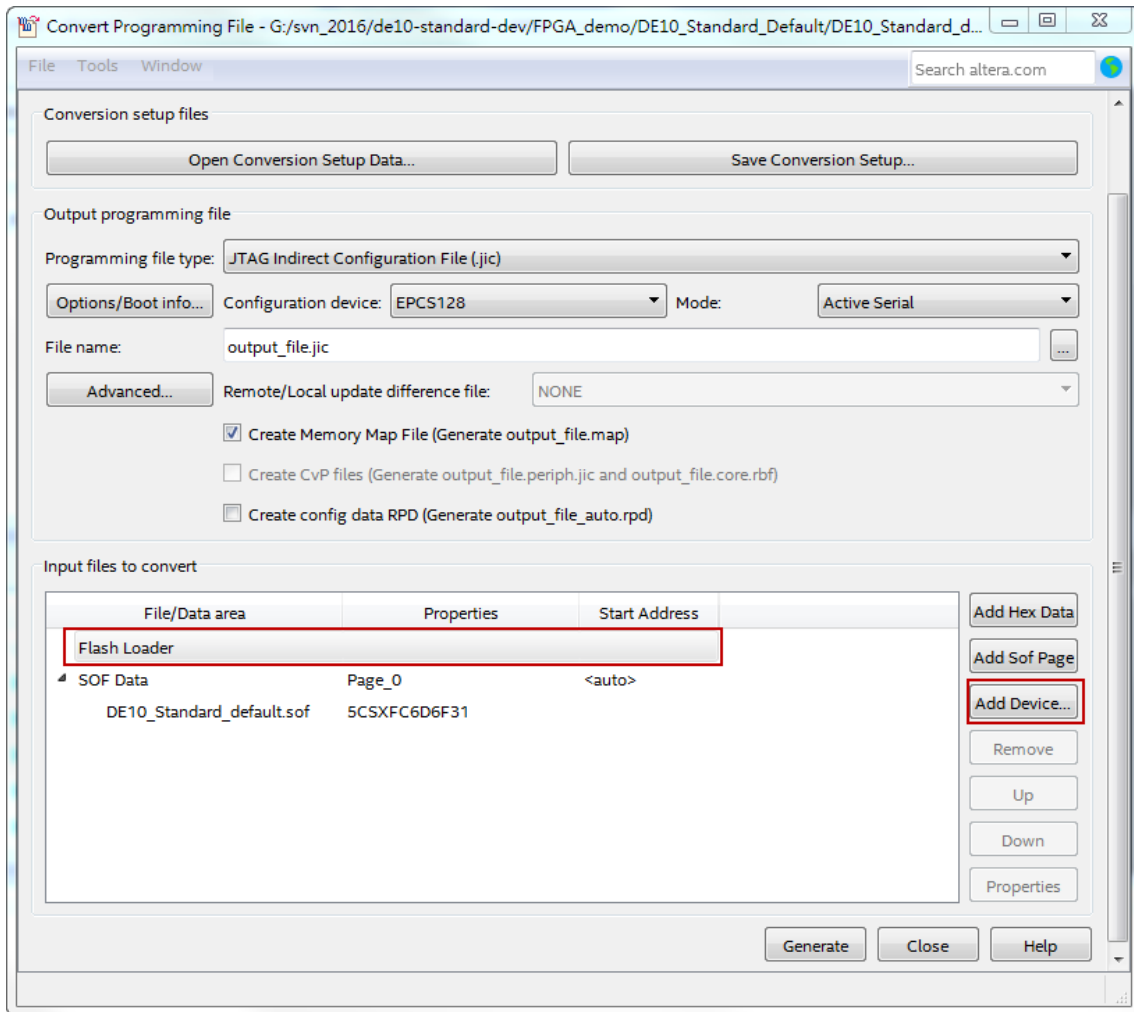 Convert Programming File - G:/svn_2016/de10-standard-dev/FPGA_demo/DE10_Standard_Default/DE10_Standard_d...
File Tools Window Search altera.com
Conversion setup files
Open Conversion Setup Data... Save Conversion Setup...
Output programming file
Programming file type: JTAG Indirect Configuration File (.jic)
Options/Boot info... Configuration device: EPCS128 Mode: Active Serial
File name: output_file.jic ...
Advanced... Remote/Local update difference file: NONE
Create Memory Map File (Generate output_file.map)
Create CvP files (Generate output_file.periph.jic and output_file.core.rbf)
Create config data RPD (Generate output_file_auto.rpd)
Input files to convert
File/Data area Properties Start Address Add Hex Data
Flash Loader
Add Sof Page
SOF Data Page_0 <auto>
Add Device...
DE10_Standard_default.sof 5CSXFC6D6F31
Remove
Up
Down
Properties
Generate Close Help